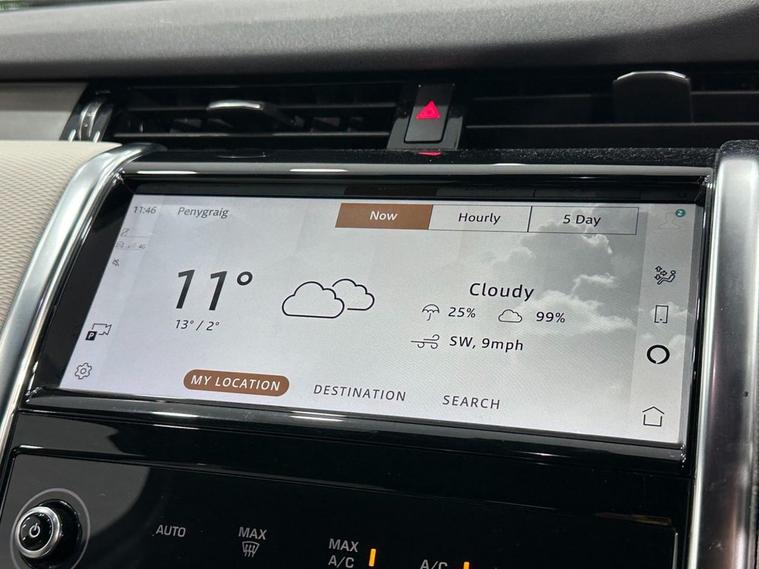 11:46 Penygraig
Now Hourly 5 Day
2
11°
13° / 2°
Cloudy
25% 99%
SW, 9mph
P
MY LOCATION DESTINATION SEARCH
AUTO
MAX
MAX
A/C
A/C